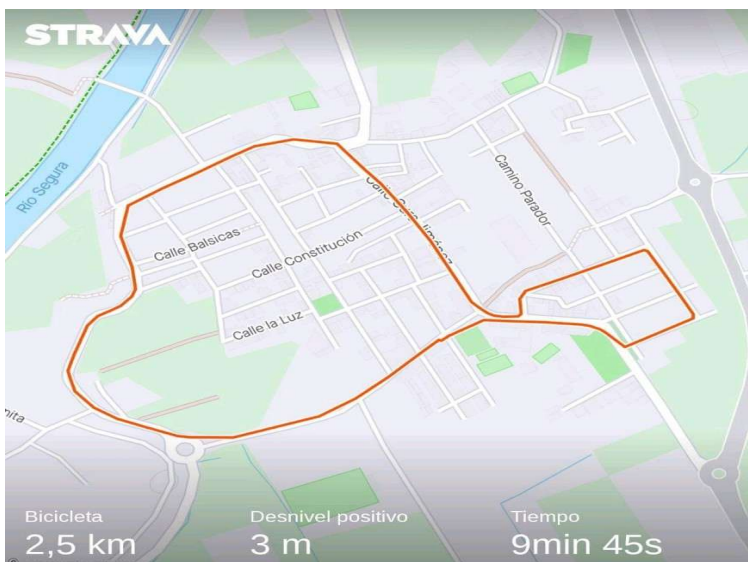 STRAVA
Río Segura
Camino Parador
Calle Balsicas
Calle Constitución
Calle la Luz
Bicicleta
2,5 km
Desnivel positivo
3 m
Tiempo
9min 45s